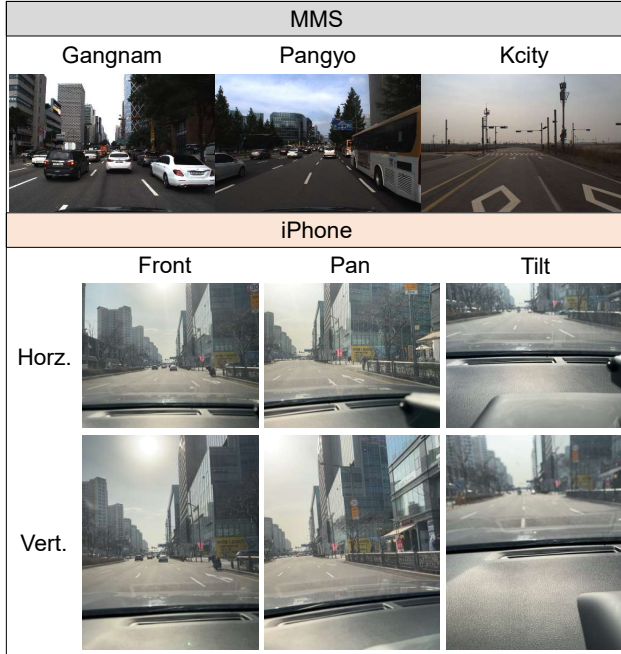 MMS
Gangnam Pangyo Kcity
iPhone
Front Pan Tilt
Horz.
Vert.